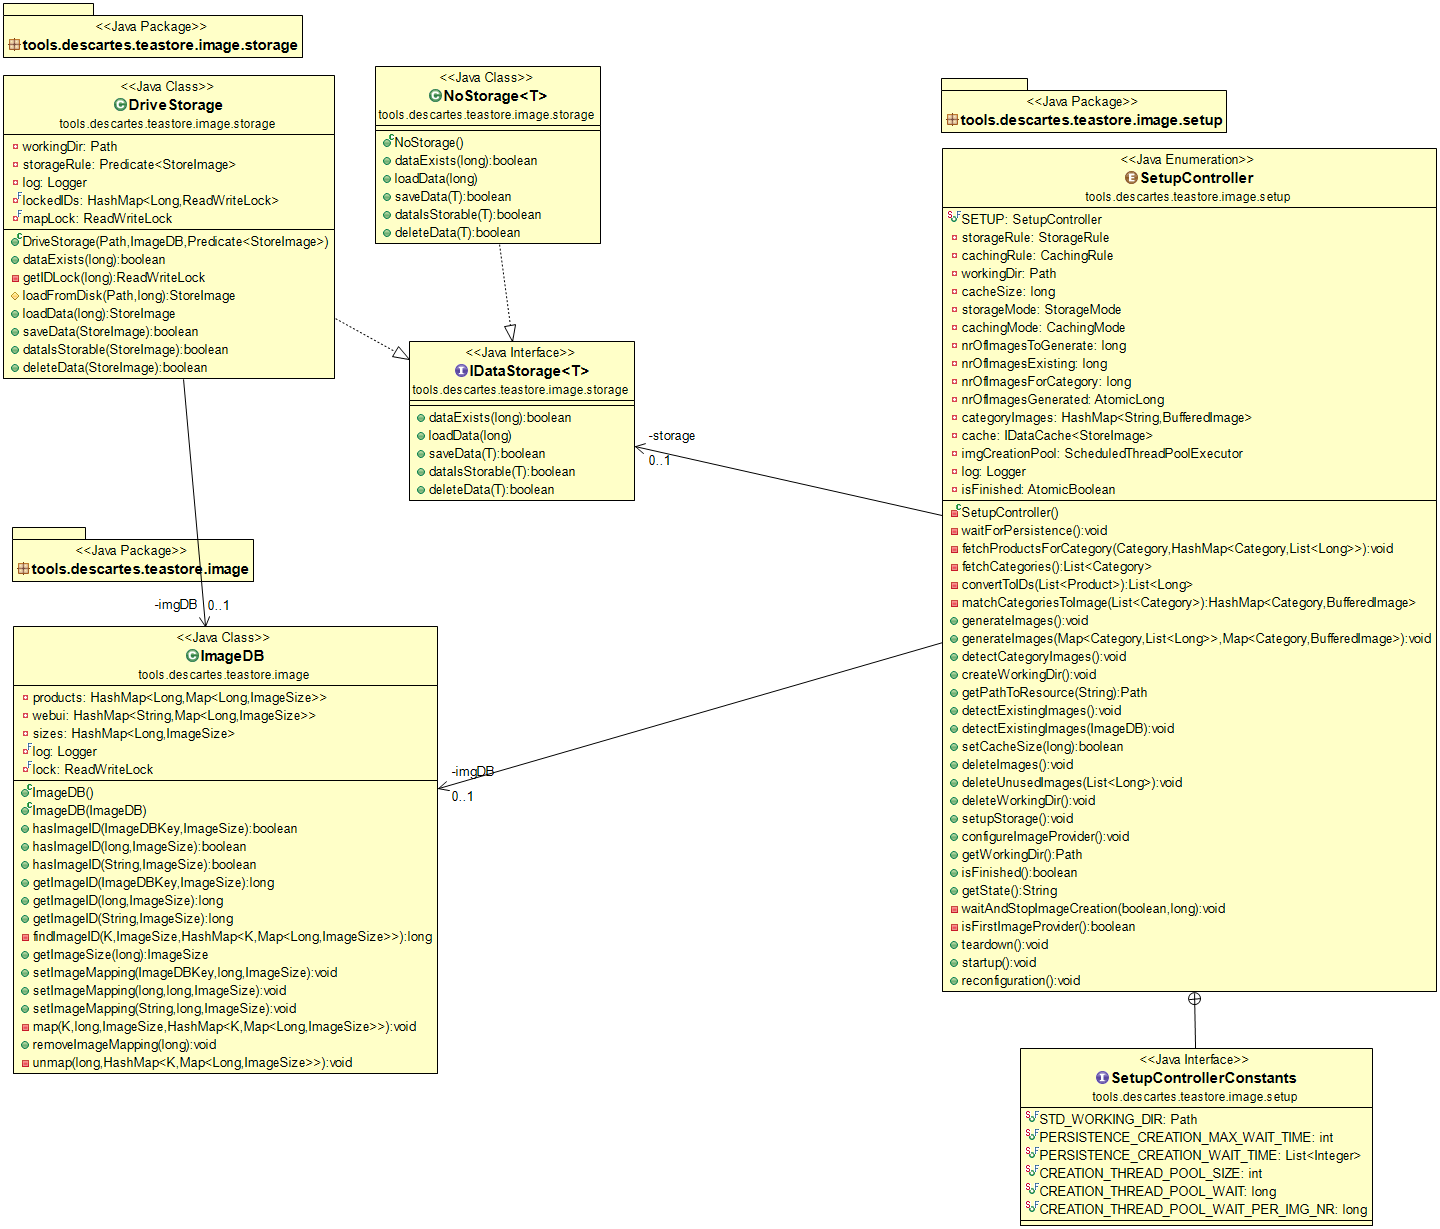 <<Java Package>>
tools.descartes.teastore.image.storage
<<Java Class>>
DriveStorage
tools.descartes.teastore.image.storage
workingDir: Path
storageRule: Predicate<StoreImage>
log: Logger
lockedIDs: HashMap<Long,ReadWriteLock>
mapLock: ReadWriteLock
DriveStorage(Path,ImageDB,Predicate<StoreImage>)
dataExists(long):boolean
getIDLock(long):ReadWriteLock
loadFromDisk(Path,long):StoreImage
loadData(long):StoreImage
saveData(StoreImage):boolean
dataIsStorable(StoreImage):boolean
deleteData(StoreImage):boolean
<<Java Class>>
NoStorage<T>
tools.descartes.teastore.image.storage
NoStorage()
dataExists(long):boolean
loadData(long)
saveData(T):boolean
dataIsStorable(T):boolean
deleteData(T):boolean
<<Java Interface>>
IDataStorage<T>
tools.descartes.teastore.image.storage
dataExists(long):boolean
loadData(long)
saveData(T):boolean
dataIsStorable(T):boolean
deleteData(T):boolean
-storage
0..1
<<Java Package>>
tools.descartes.teastore.image
-imgDB 0..1
<<Java Class>>
ImageDB
tools.descartes.teastore.image
products: HashMap<Long,Map<Long,ImageSize>>
webui: HashMap<String,Map<Long,ImageSize>>
sizes: HashMap<Long,ImageSize>
log: Logger
lock: ReadWriteLock
ImageDB()
ImageDB(ImageDB)
hasImageID(ImageDBKey,ImageSize):boolean
hasImageID(long,ImageSize):boolean
hasImageID(String,ImageSize):boolean
getImageID(ImageDBKey,ImageSize):long
getImageID(long,ImageSize):long
getImageID(String,ImageSize):long
findImageID(K,ImageSize,HashMap<K,Map<Long,ImageSize>>):long
getImageSize(long):ImageSize
setImageMapping(ImageDBKey,long,ImageSize):void
setImageMapping(long,long,ImageSize):void
setImageMapping(String,long,ImageSize):void
map(K,long,ImageSize,HashMap<K,Map<Long,ImageSize>>):void
removeImageMapping(long):void
unmap(long,HashMap<K,Map<Long,ImageSize>>):void
-imgDB
0..1
<<Java Package>>
tools.descartes.teastore.image.setup
<<Java Enumeration>>
SetupController
tools.descartes.teastore.image.setup
SETUP: SetupController
storageRule: StorageRule
cachingRule: CachingRule
workingDir: Path
cacheSize: long
storageMode: StorageMode
cachingMode: CachingMode
nrOfImagesToGenerate: long
nrOfImagesExisting: long
nrOfImagesForCategory: long
nrOfImagesGenerated: AtomicLong
categoryImages: HashMap<String,BufferedImage>
cache: IDataCache<StoreImage>
imgCreationPool: ScheduledThreadPoolExecutor
log: Logger
isFinished: AtomicBoolean
SetupController()
waitForPersistence():void
fetchProductsForCategory(Category,HashMap<Category,List<Long>>):void
fetchCategories():List<Category>
convertToIDs(List<Product>):List<Long>
matchCategoriesToImage(List<Category>):HashMap<Category,BufferedImage>
generateImages():void
generateImages(Map<Category,List<Long>>,Map<Category,BufferedImage>):void
detectCategoryImages():void
createWorkingDir():void
getPathToResource(String):Path
detectExistingImages():void
detectExistingImages(ImageDB):void
setCacheSize(long):boolean
deleteImages():void
deleteUnusedImages(List<Long>):void
deleteWorkingDir():void
setupStorage():void
configureImageProvider():void
getWorkingDir():Path
isFinished():boolean
getState():String
waitAndStopImageCreation(boolean,long):void
isFirstImageProvider():boolean
teardown():void
startup():void
reconfiguration():void
<<Java Interface>>
SetupControllerConstants
tools.descartes.teastore.image.setup
STD_WORKING_DIR: Path
PERSISTENCE_CREATION_MAX_WAIT_TIME: int
PERSISTENCE_CREATION_WAIT_TIME: List<Integer>
CREATION_THREAD_POOL_SIZE: int
CREATION_THREAD_POOL_WAIT: long
CREATION_THREAD_POOL_WAIT_PER_IMG_NR: long